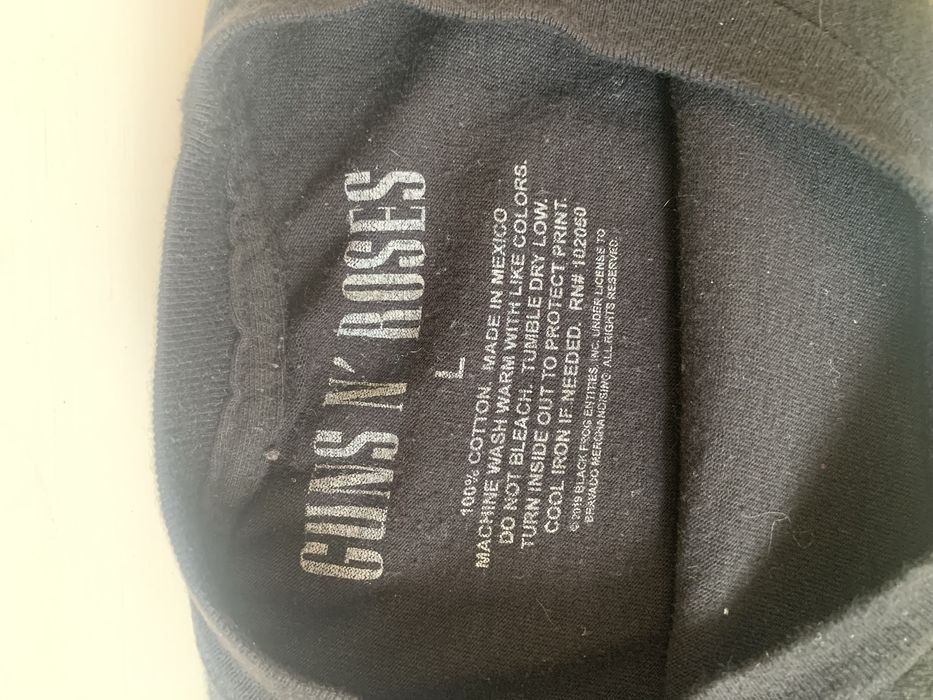 GUNS N' ROSES
L
100% COTTON. MADE IN MEXICO
MACHINE WASH WARM WITH LIKE COLORS.
DO NOT BLEACH. TUMBLE DRY LOW.
TURN INSIDE OUT TO PROTECT PRINT.
COOL IRON IF NEEDED. RN# 102050
© 2019 BLACK FROG ENTITIES, INC. UNDER LICENSE TO
BRAVADO MERCHANDISING. ALL RIGHTS RESERVED.